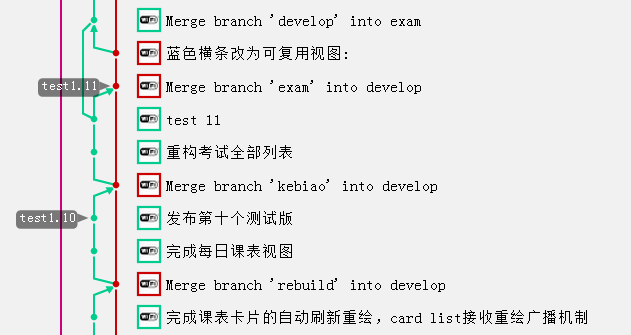 Merge branch 'develop' into exam
蓝色横条改为可复用视图:
test1.11
Merge branch 'exam' into develop
test 11
重构考试全部列表
Merge branch 'kebiao' into develop
test1.10
发布第十个测试版
完成每日课表视图
Merge branch 'rebuild' into develop
完成课表卡片的自动刷新重绘，card list接收重绘广播机制